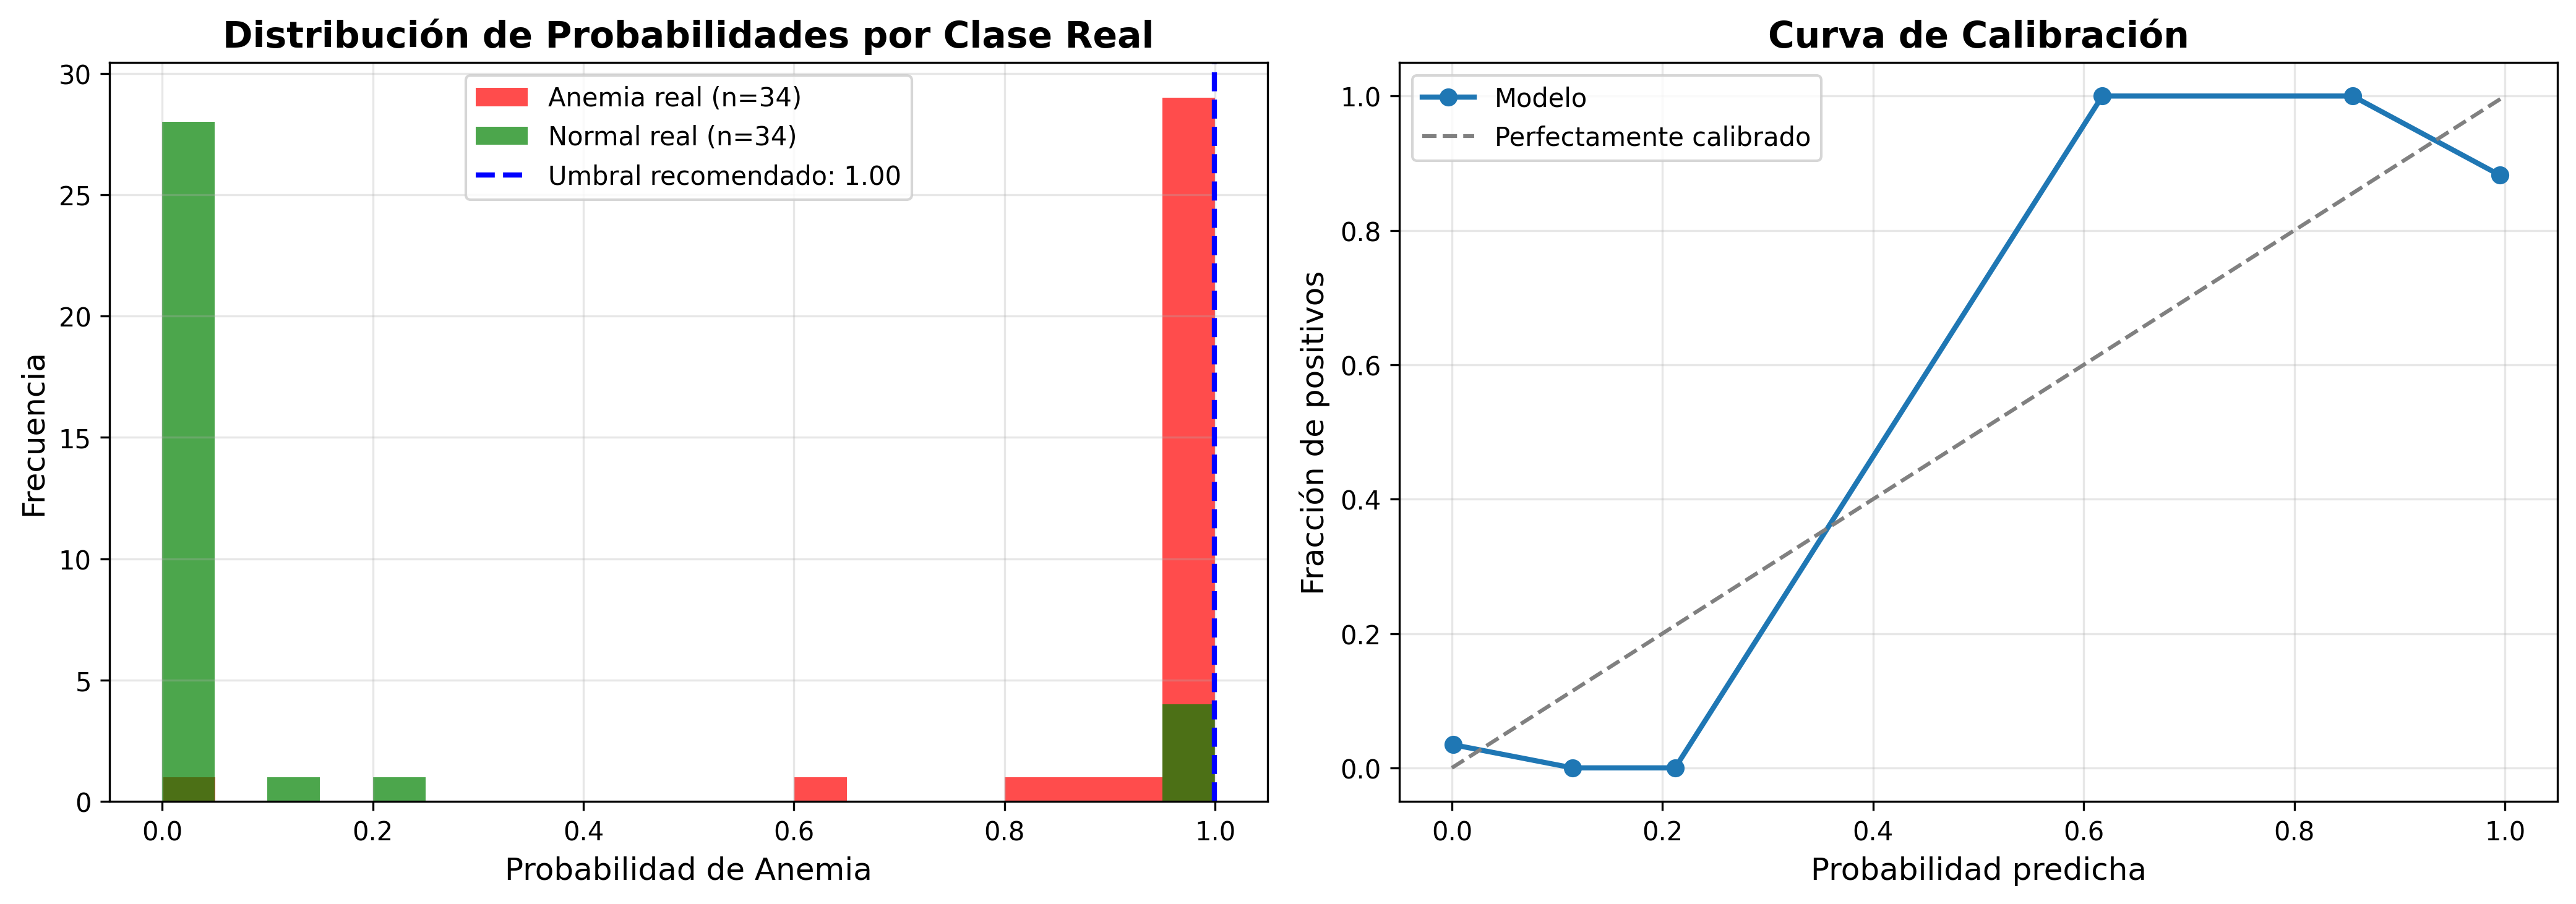 Distribución de Probabilidades por Clase Real
Anemia real (n=34)
Normal real (n=34)
Umbral recomendado: 1.00
30
25
20
15
10
5
0
Frecuencia
0.0 0.2 0.4 0.6 0.8 1.0
Probabilidad de Anemia
Curva de Calibración
Modelo
Perfectamente calibrado
1.0
0.8
0.6
0.4
0.2
0.0
Fracción de positivos
0.0 0.2 0.4 0.6 0.8 1.0
Probabilidad predicha